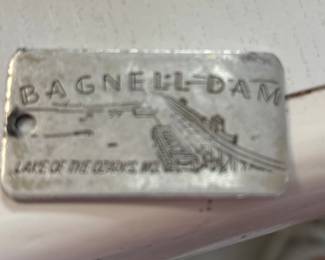 BAGNELL DAM
LAKE OF THE OZARKS, MO.